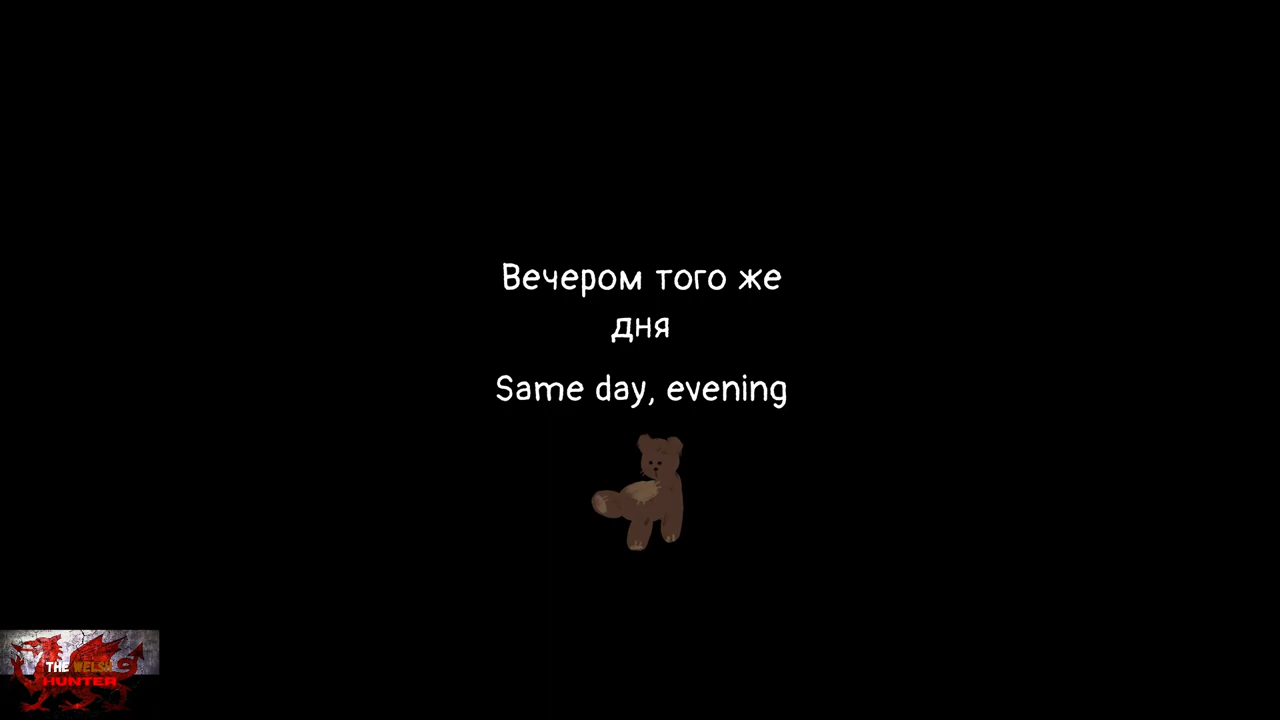 Вечером того же
дня
Same day, evening
THE WELSH
HUNTER